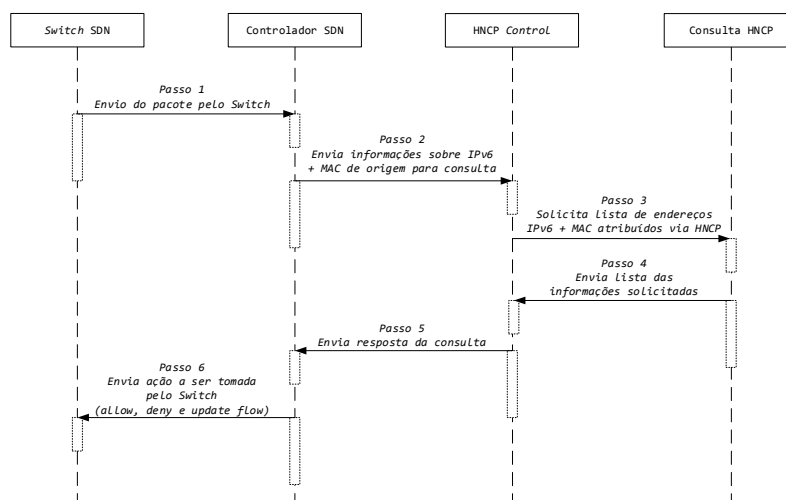 Switch SDN
Controlador SDN
HNCP Control
Consulta HNCP
Passo 1
Envio do pacote pelo Switch
Passo 2
Envia informações sobre IPv6
+ MAC de origem para consulta
Passo 3
Solicita lista de endereços
IPv6 + MAC atribuídos via HNCP
Passo 4
Envia lista das
informações solicitadas
Passo 5
Envia resposta da consulta
Passo 6
Envia ação a ser tomada
pelo Switch
(allow, deny e update flow)